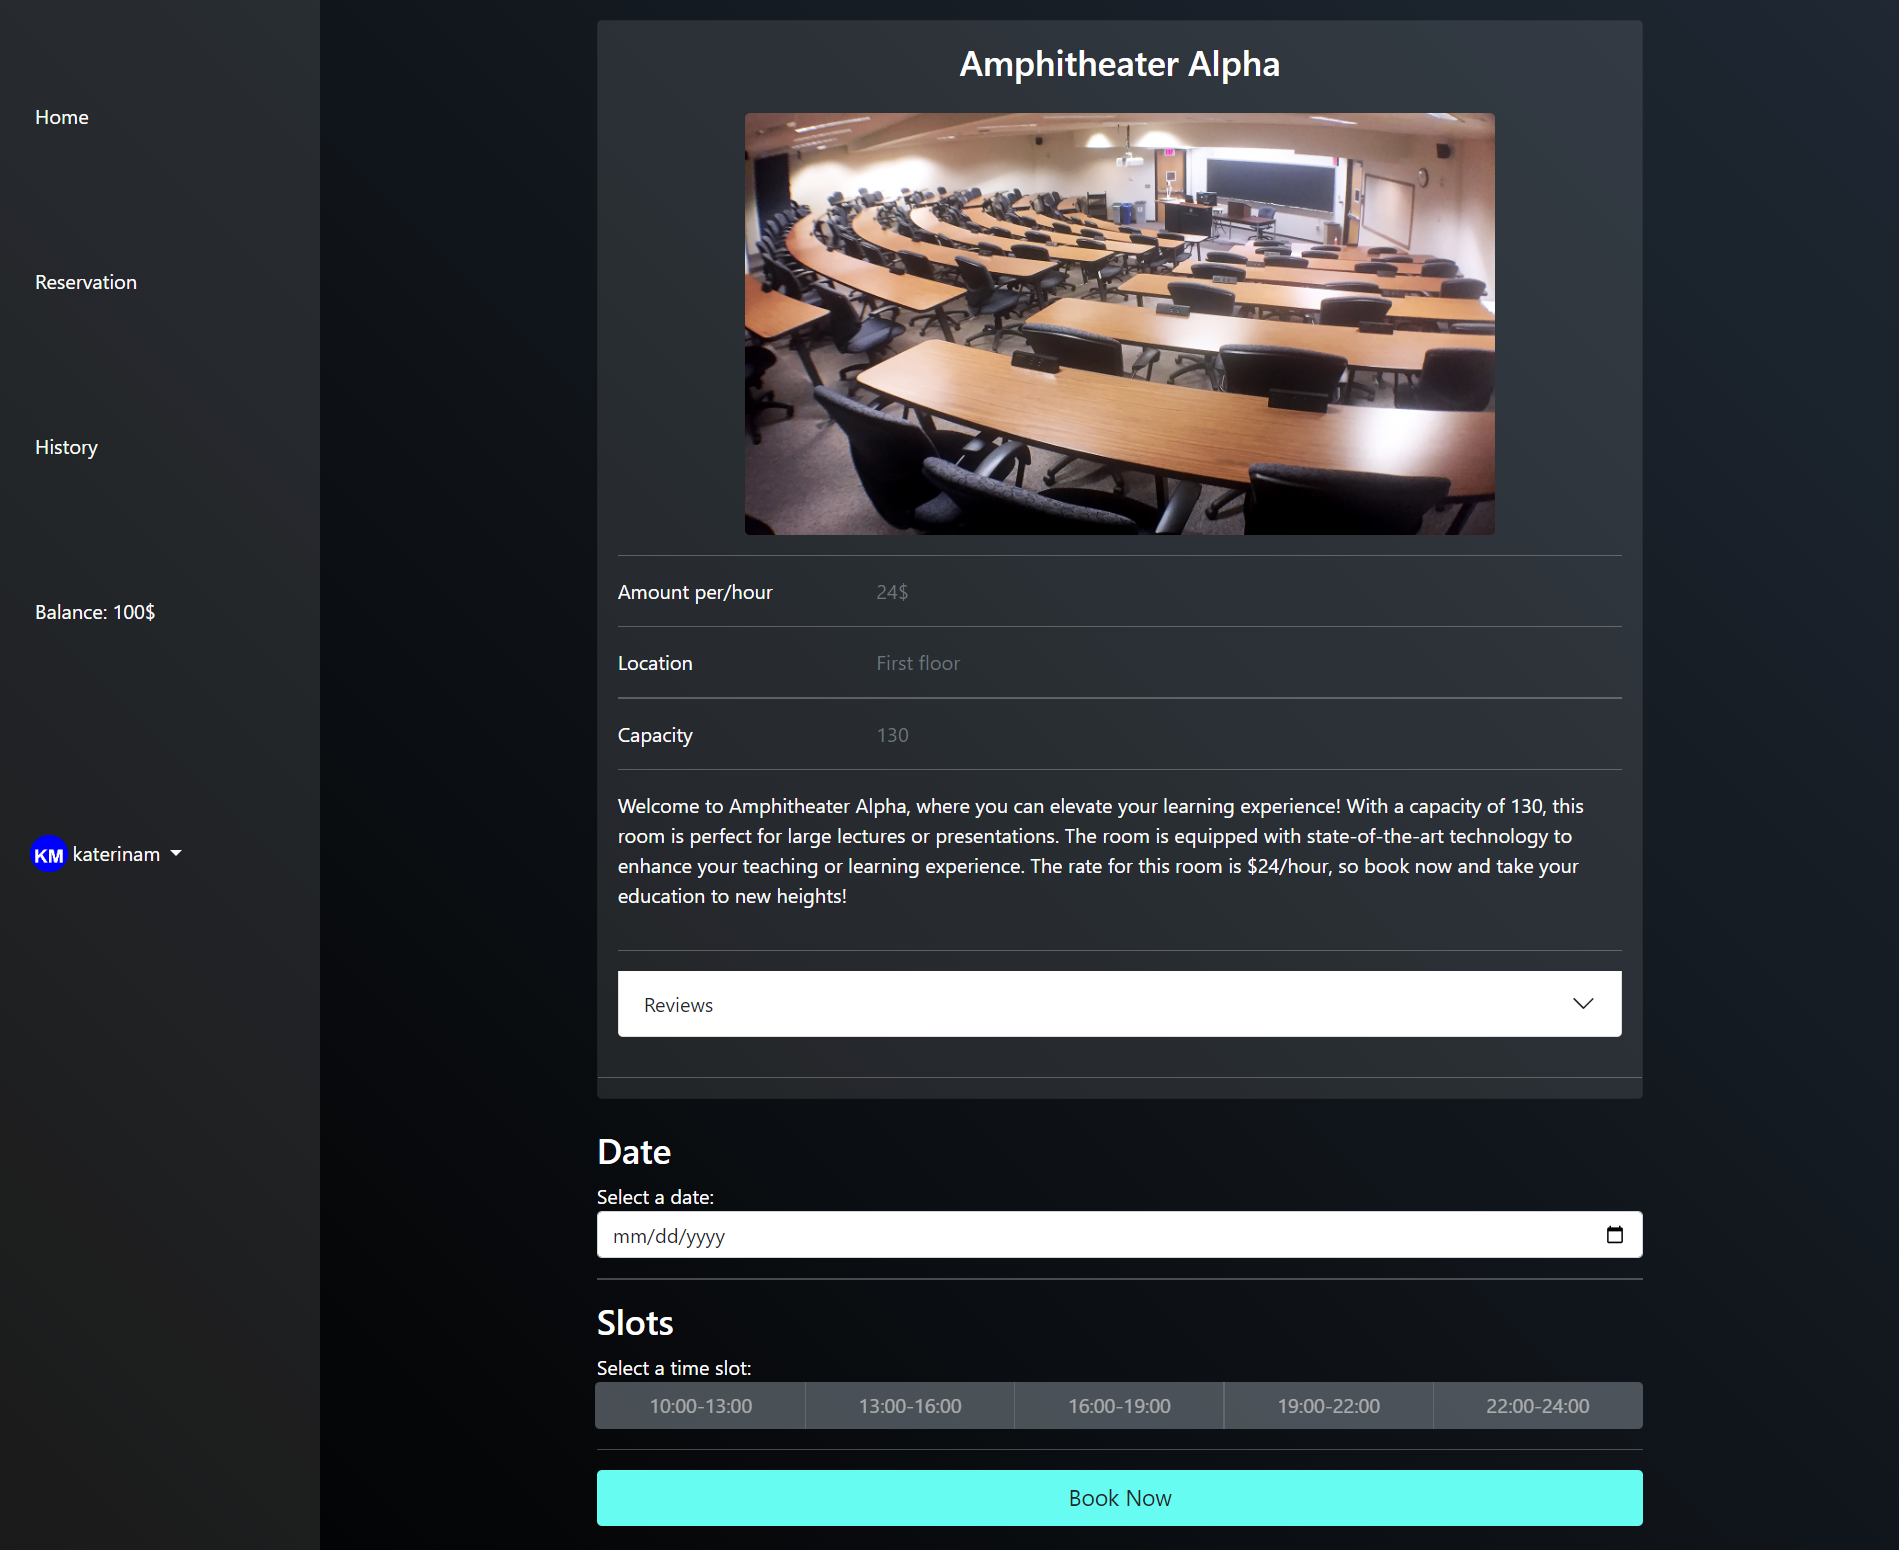 Home
Reservation
History
Balance: 100$
KM katerinam
Amphitheater Alpha
Amount per/hour 24$
Location First floor
Capacity 130
Welcome to Amphitheater Alpha, where you can elevate your learning experience! With a capacity of 130, this
room is perfect for large lectures or presentations. The room is equipped with state-of-the-art technology to
enhance your teaching or learning experience. The rate for this room is $24/hour, so book now and take your
education to new heights!
Reviews
Date
Select a date:
mm/dd/yyyy
Slots
Select a time slot:
10:00-13:00 13:00-16:00 16:00-19:00 19:00-22:00 22:00-24:00
Book Now